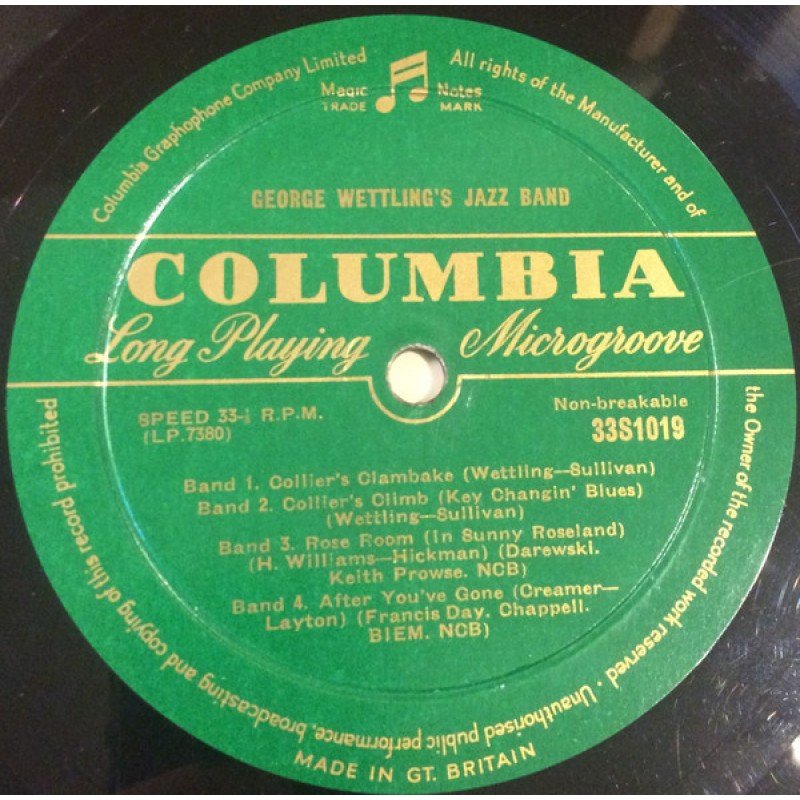 Columbia Graphophone Company Limited
All rights of the Manufacturer and of
the Owner of the recorded work reserved · Unauthorised public performance, broadcasting and copying of this record prohibited
Magic Notes
TRADE MARK
GEORGE WETTLING'S JAZZ BAND
COLUMBIA
Long Playing Microgroove
SPEED 33-⅓ R.P.M.
(LP.7380)
Non-breakable
33S1019
Band 1. Collier's Clambake (Wettling—Sullivan)
Band 2. Collier's Climb (Key Changin' Blues)
(Wettling—Sullivan)
Band 3. Rose Room (In Sunny Roseland)
(H. Williams—Hickman) (Darewski.
Keith Prowse. NCB)
Band 4. After You've Gone (Creamer—
Layton) (Francis Day. Chappell.
BIEM. NCB)
MADE IN GT. BRITAIN